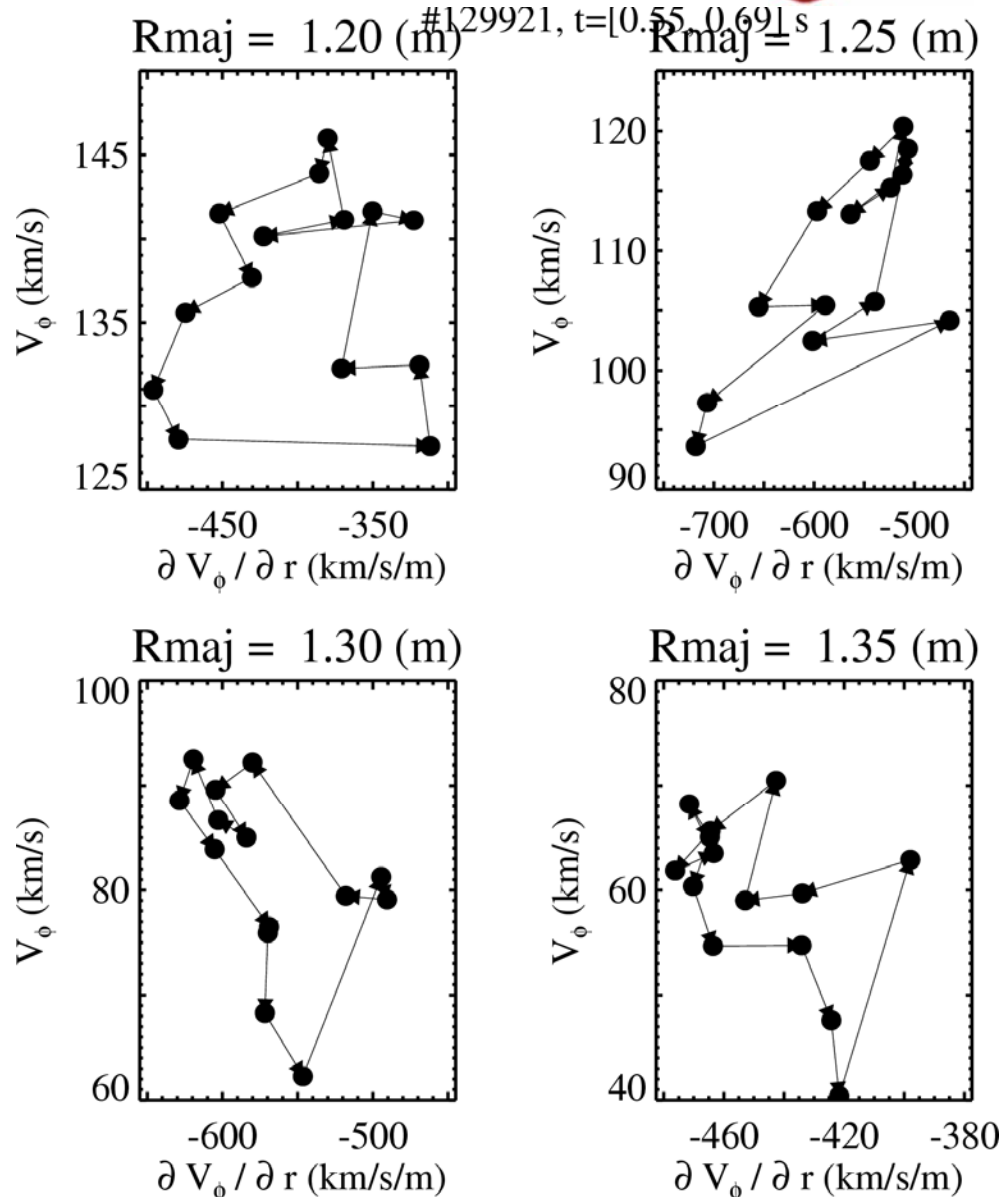 #129921, t=[0.55, 0.69] s
Rmaj = 1.20 (m)
145
135
125
-450 -350
V_ϕ (km/s)
∂ V_ϕ / ∂ r (km/s/m)
Rmaj = 1.25 (m)
120
110
100
90
-700 -600 -500
V_ϕ (km/s)
∂ V_ϕ / ∂ r (km/s/m)
Rmaj = 1.30 (m)
100
80
60
-600 -500
V_ϕ (km/s)
∂ V_ϕ / ∂ r (km/s/m)
Rmaj = 1.35 (m)
80
60
40
-460 -420 -380
V_ϕ (km/s)
∂ V_ϕ / ∂ r (km/s/m)